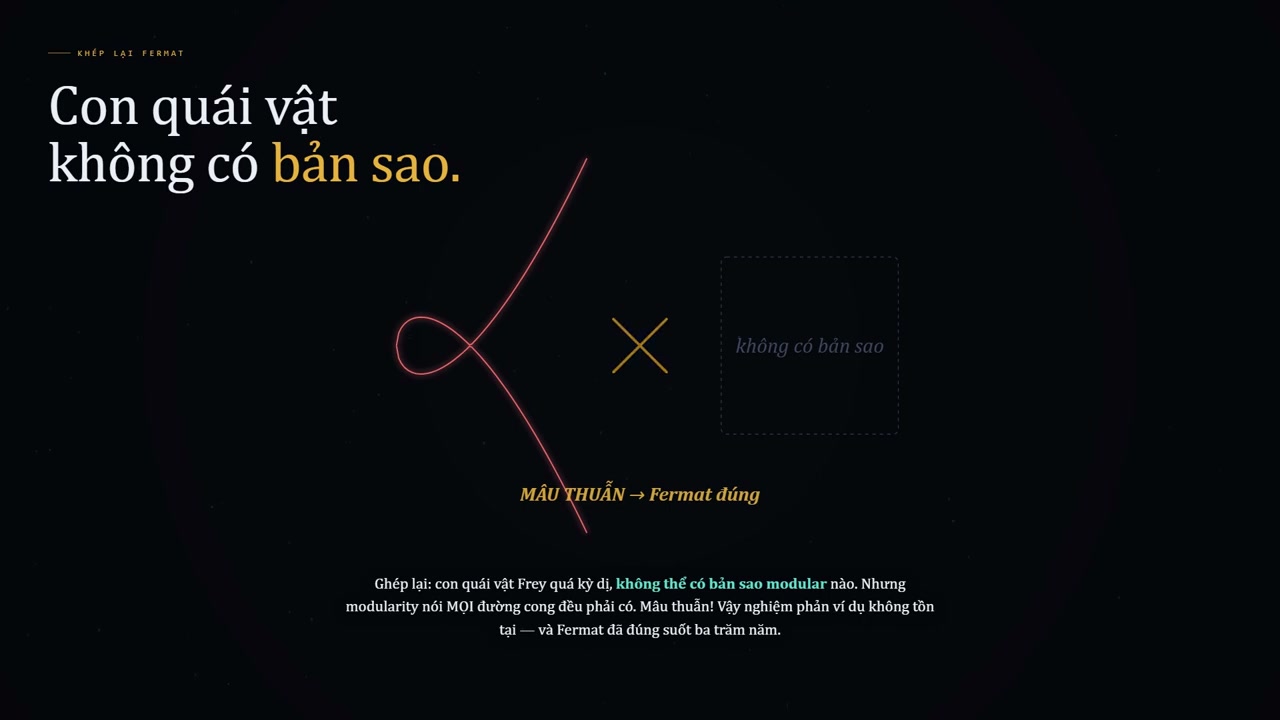 KHÉP LẠI FERMAT
Con quái vật
không có bản sao.
không có bản sao
MÂU THUẪN → Fermat đúng
Ghép lại: con quái vật Frey quá kỳ dị, không thể có bản sao modular nào. Nhưng
modularity nói MỌI đường cong đều phải có. Mâu thuẫn! Vậy nghiệm phản ví dụ không tồn
tại — và Fermat đã đúng suốt ba trăm năm.